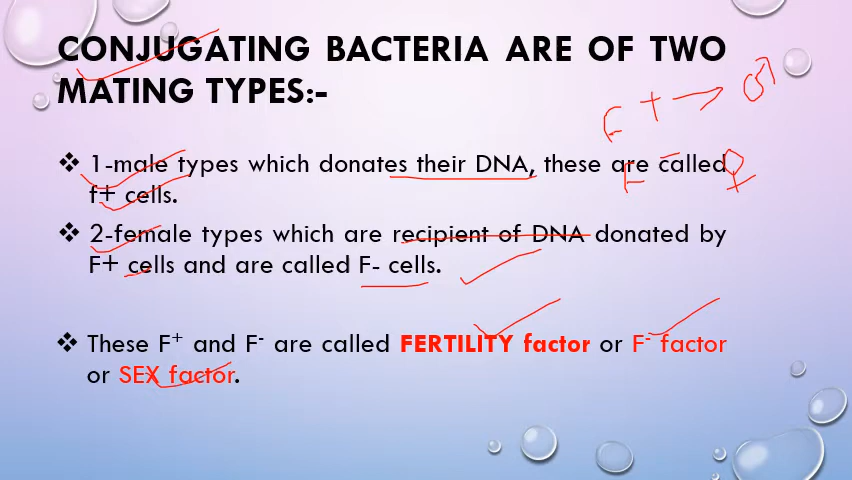 CONJUGATING BACTERIA ARE OF TWO
MATING TYPES:-
F + → ♂
❖ 1-male types which donates their DNA, these are called
F - ♀
f+ cells.
❖ 2-female types which are recipient of DNA donated by
F+ cells and are called F- cells.
❖ These F⁺ and F⁻ are called FERTILITY factor or F⁻ factor
or SEX factor.